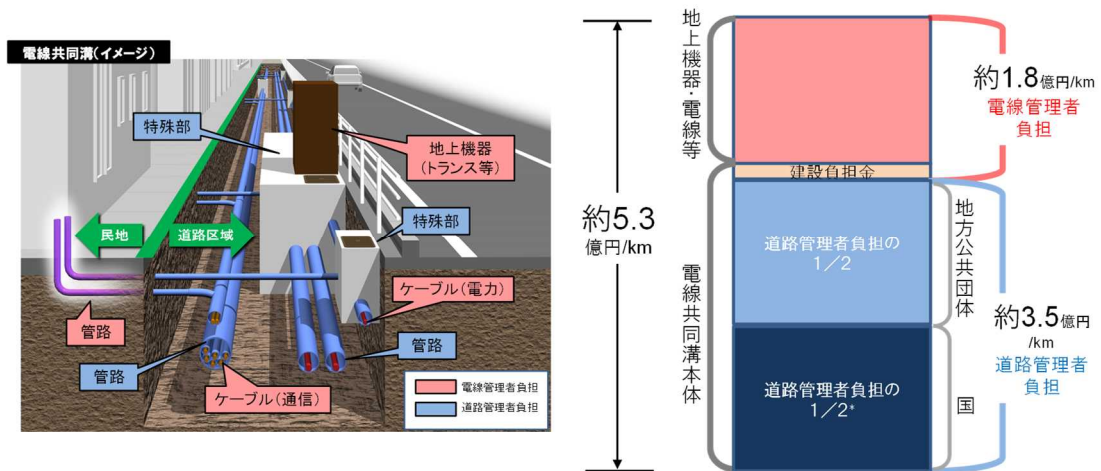 電線共同溝(イメージ)
特殊部
地上機器
(トランス等)
特殊部
民地
道路区域
ケーブル(電力)
管路
管路
管路
ケーブル(通信)
電線管理者負担
道路管理者負担
約5.3
億円/km
地上機器・電線等
電線共同溝本体
建設負担金
道路管理者負担の
1/2
道路管理者負担の
1/2*
地方公共団体
国
約1.8億円/km
電線管理者
負担
約3.5億円
/km
道路管理者
負担